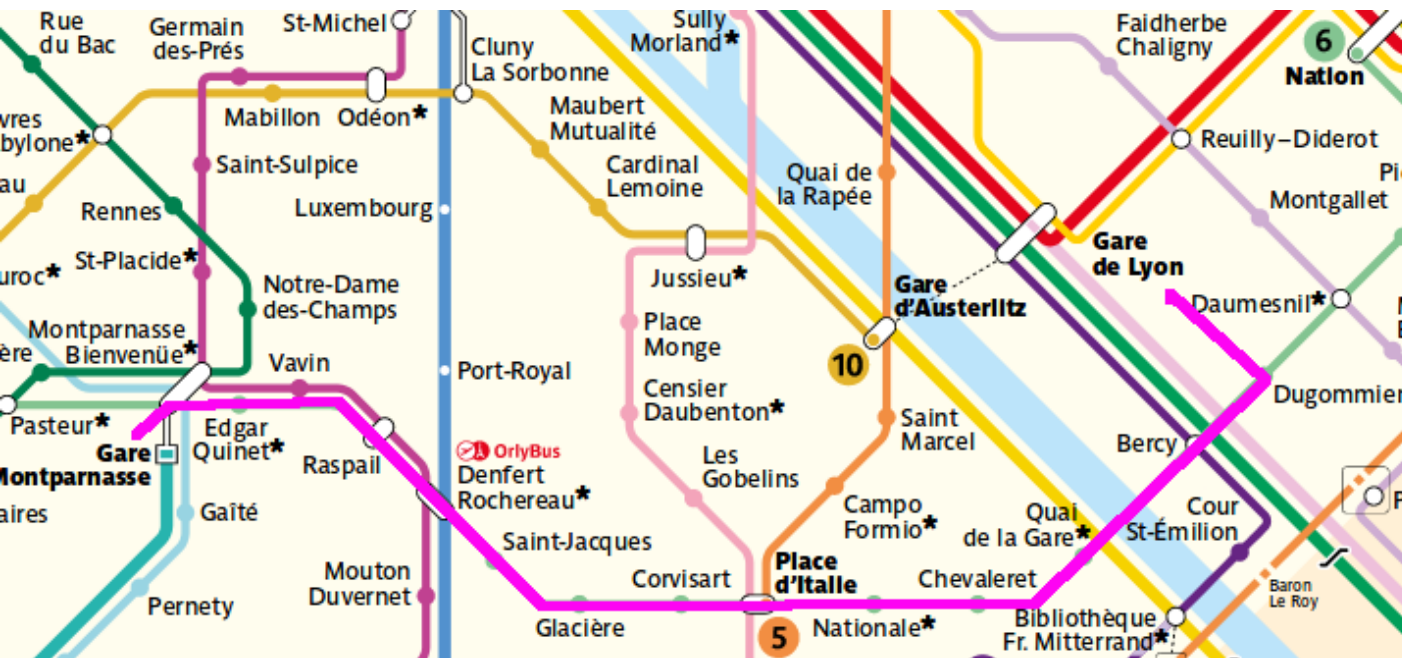 Rue
du Bac
Germain
des-Prés
St-Michel
Cluny
La Sorbonne
Sully
Morland*
Faidherbe
Chaligny
6
Nation
Mabillon
Odéon*
Maubert
Mutualité
Reuilly–Diderot
Saint-Sulpice
Cardinal
Lemoine
Quai de
la Rapée
Rennes
Luxembourg
Montgallet
St-Placide*
Jussieu*
Gare
de Lyon
Notre-Dame
des-Champs
Gare
d'Austerlitz
Daumesnil*
Montparnasse
Bienvenüe*
Place
Monge
10
Vavin
Port-Royal
Censier
Daubenton*
Dugommier
Pasteur*
Edgar
Quinet*
Saint
Marcel
Gare
Montparnasse
Raspail
OrlyBus
Denfert
Rochereau*
Les
Gobelins
Bercy
Gaîté
Campo
Formio*
Quai
de la Gare*
Cour
St-Émilion
Saint-Jacques
Mouton
Duvernet
Corvisart
Place
d'Italie
Chevaleret
Pernety
Baron
Le Roy
Glacière
5
Nationale*
Bibliothèque
Fr. Mitterrand*